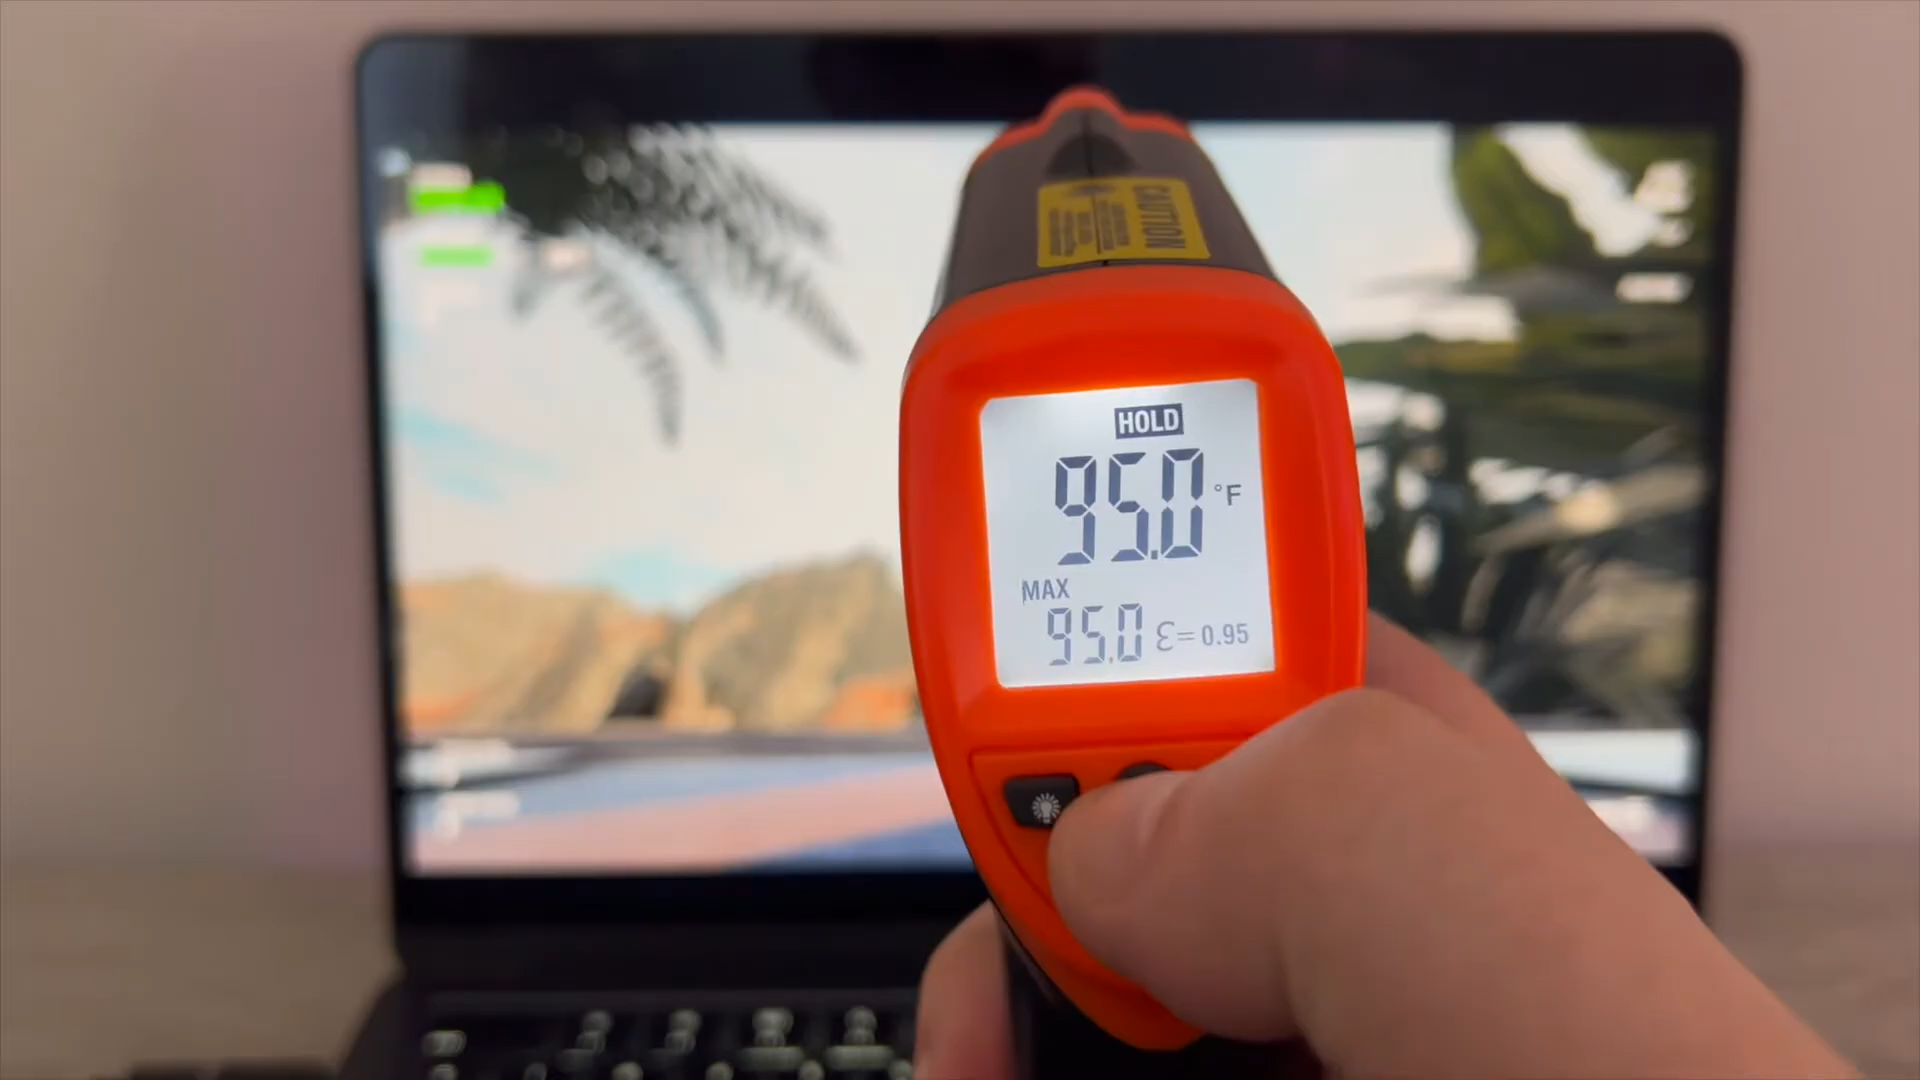 CAUTION
HOLD
95.0 °F
MAX
95.0 ε= 0.95